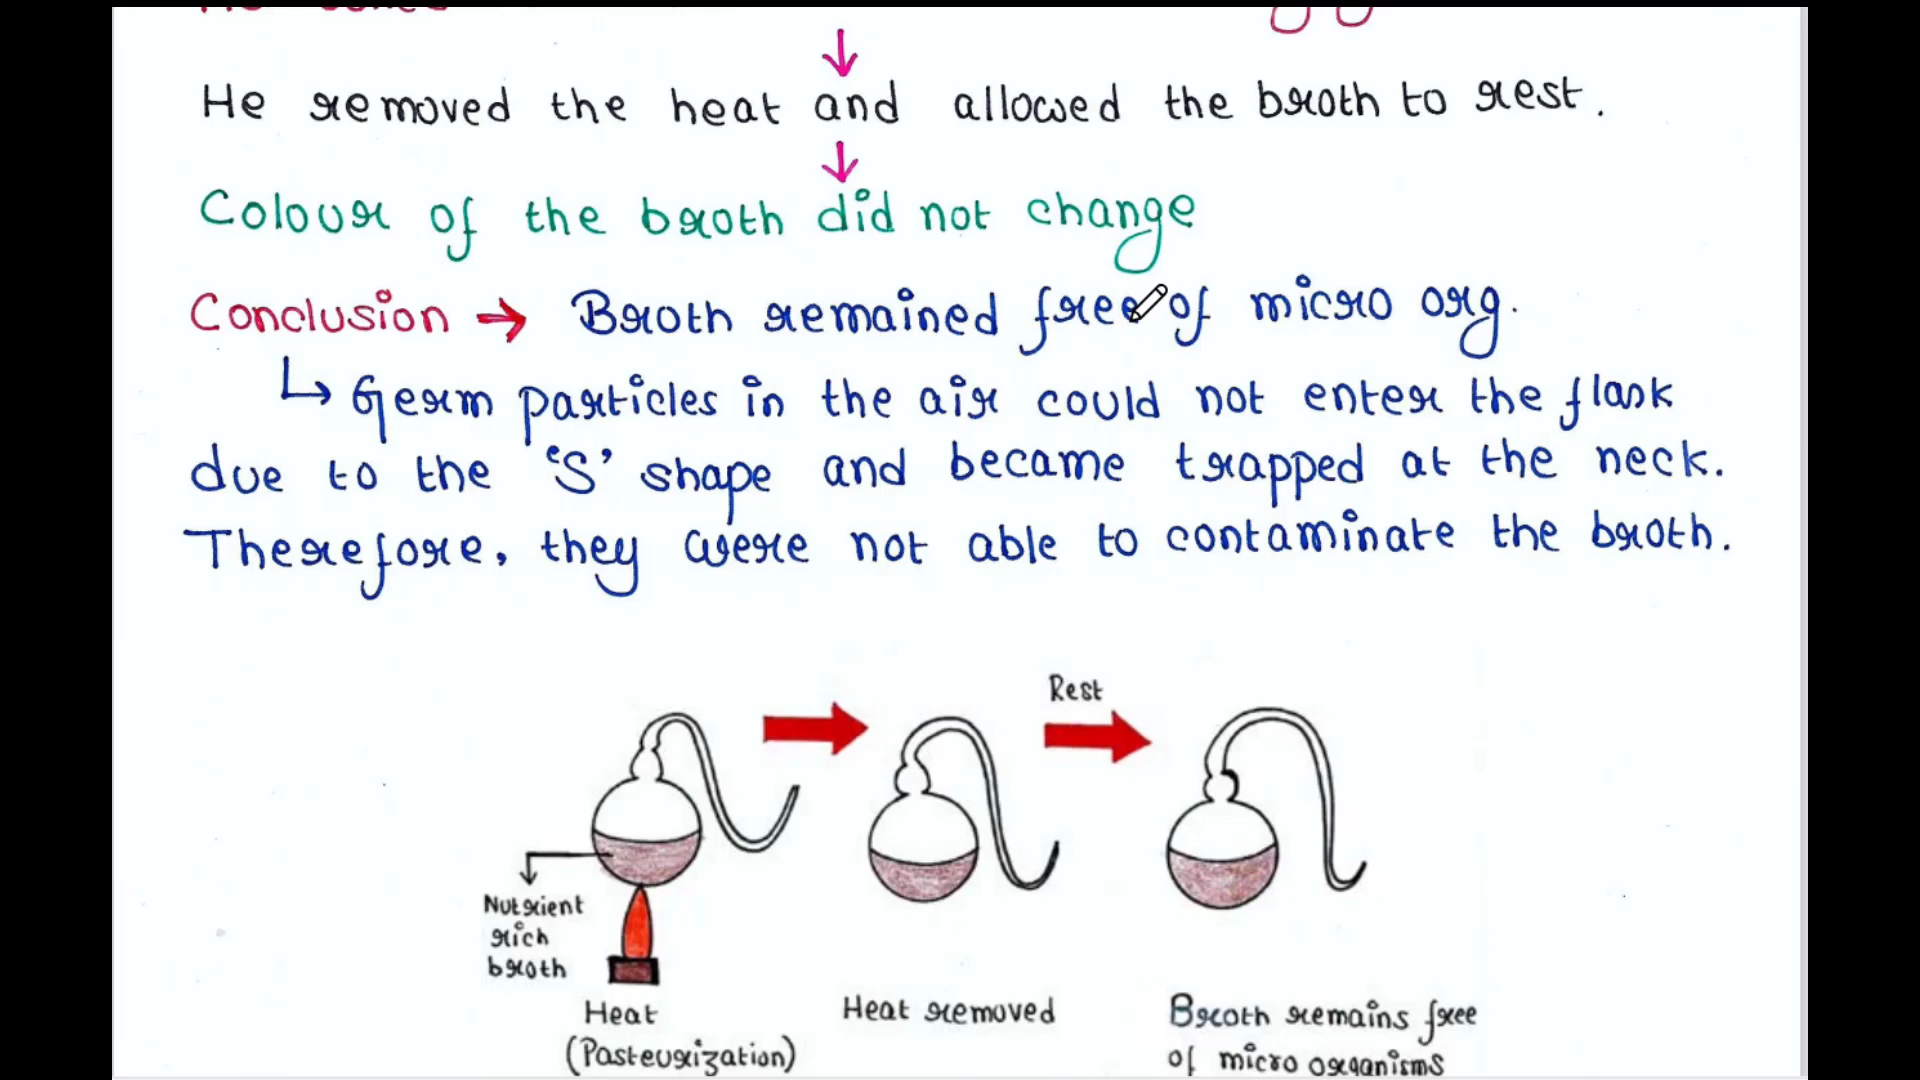 He removed the heat and allowed the broth to rest.
Colour of the broth did not change
Conclusion → Broth remained free of micro org.
↳ Germ particles in the air could not enter the flask
due to the 'S' shape and became trapped at the neck.
Therefore, they were not able to contaminate the broth.
Rest
Nutrient
rich
broth
Heat
(Pasteurization)
Heat removed
Broth remains free
of micro organisms